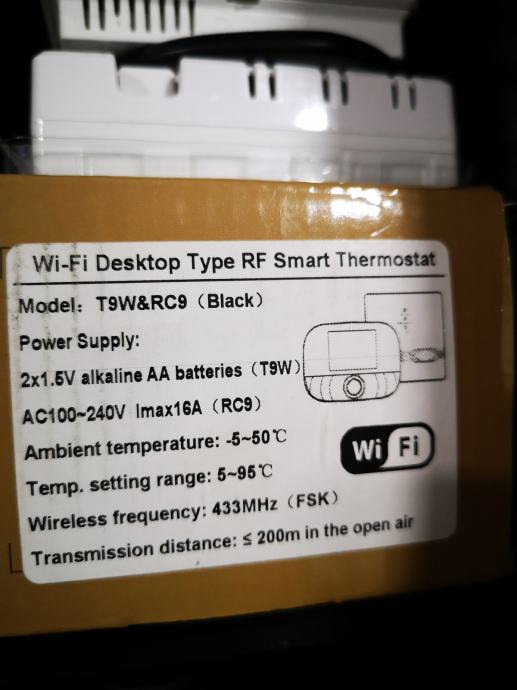 Wi-Fi Desktop Type RF Smart Thermostat
Model: T9W&RC9 (Black)
Power Supply:
2x1.5V alkaline AA batteries (T9W)
AC100~240V Imax16A (RC9)
Ambient temperature: -5~50℃
Temp. setting range: 5~95℃
Wireless frequency: 433MHz (FSK)
Transmission distance: ≤ 200m in the open air
Wi Fi